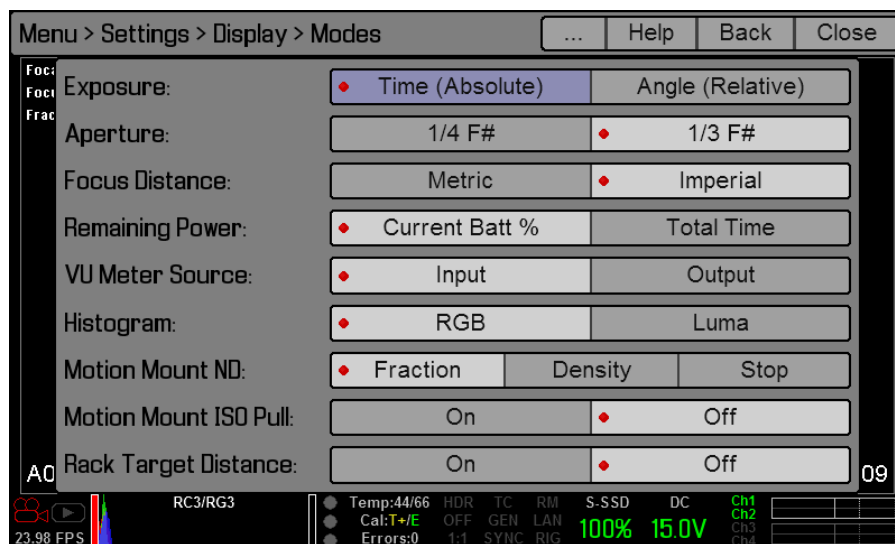 Menu > Settings > Display > Modes ... Help Back Close
Foca
Focu
Frac
Exposure: Time (Absolute) Angle (Relative)
Aperture: 1/4 F# 1/3 F#
Focus Distance: Metric Imperial
Remaining Power: Current Batt % Total Time
VU Meter Source: Input Output
Histogram: RGB Luma
Motion Mount ND: Fraction Density Stop
Motion Mount ISO Pull: On Off
Rack Target Distance: On Off
A0 09
RC3/RG3 Temp:44/66 HDR TC RM S-SSD DC Ch1
Cal:T+/E OFF GEN LAN 100% 15.0V Ch2
23.98 FPS Errors:0 1:1 SYNC RIG Ch3
Ch4